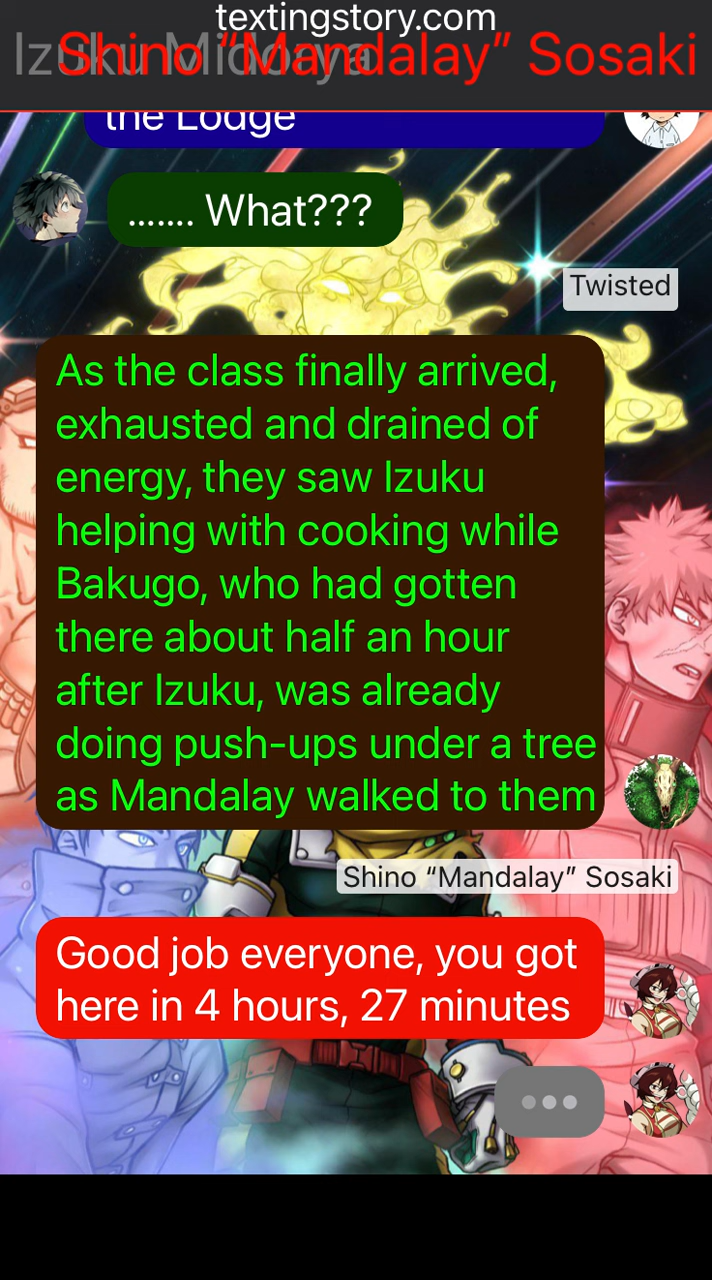 textingstory.com
Izuku Midoriya
Shino “Mandalay” Sosaki
the Lodge
....... What???
Twisted
As the class finally arrived,
exhausted and drained of
energy, they saw Izuku
helping with cooking while
Bakugo, who had gotten
there about half an hour
after Izuku, was already
doing push-ups under a tree
as Mandalay walked to them
Shino “Mandalay” Sosaki
Good job everyone, you got
here in 4 hours, 27 minutes